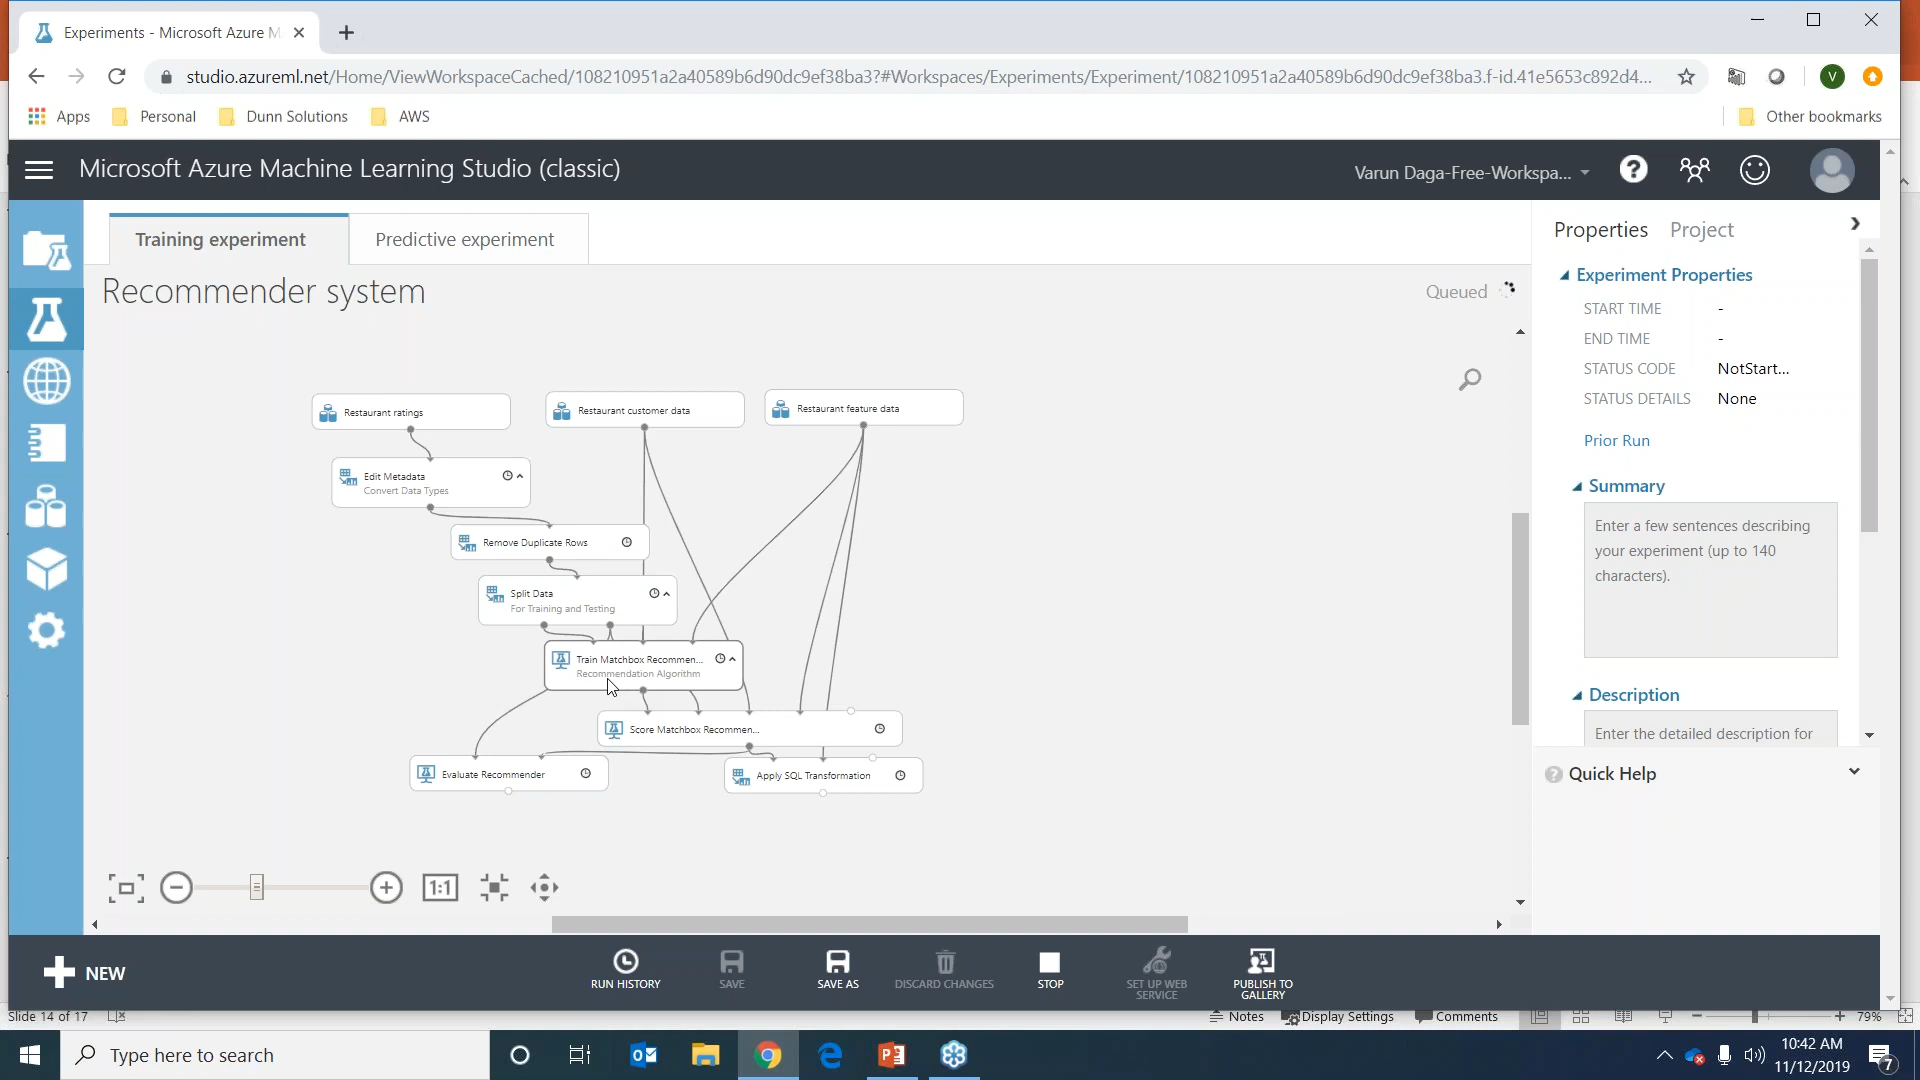 Experiments - Microsoft Azure M
studio.azureml.net/Home/ViewWorkspaceCached/108210951a2a40589b6d90dc9ef38ba3?#Workspaces/Experiments/Experiment/108210951a2a40589b6d90dc9ef38ba3.f-id.41e5653c892d4...
V
Apps
Personal
Dunn Solutions
AWS
Other bookmarks
Microsoft Azure Machine Learning Studio (classic)
Varun Daga-Free-Workspa...
Training experiment
Predictive experiment
Properties
Project
Recommender system
Queued
Experiment Properties
START TIME -
END TIME -
STATUS CODE NotStart...
STATUS DETAILS None
Prior Run
Summary
Enter a few sentences describing
your experiment (up to 140
characters).
Description
Enter the detailed description for
Quick Help
Restaurant ratings
Restaurant customer data
Restaurant feature data
Edit Metadata
Convert Data Types
Remove Duplicate Rows
Split Data
For Training and Testing
Train Matchbox Recommen...
Recommendation Algorithm
Score Matchbox Recommen...
Evaluate Recommender
Apply SQL Transformation
1:1
NEW
RUN HISTORY
SAVE
SAVE AS
DISCARD CHANGES
STOP
SET UP WEB
SERVICE
PUBLISH TO
GALLERY
Slide 14 of 17
Notes
Display Settings
Comments
79%
Type here to search
10:42 AM
11/12/2019
7